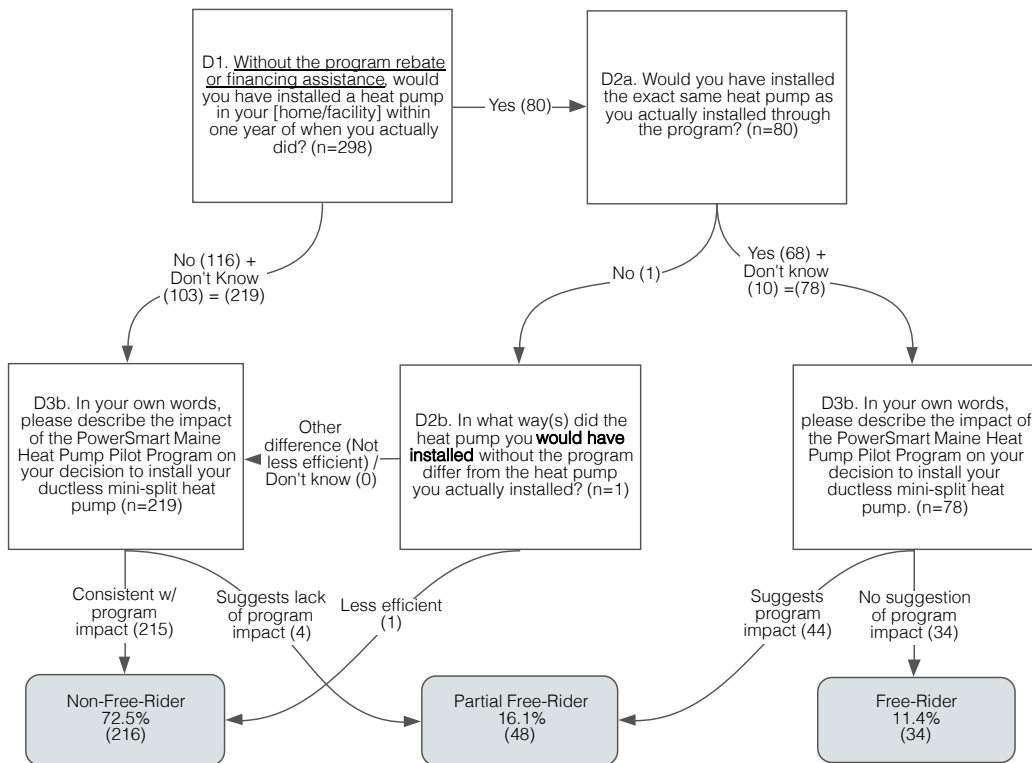 D1. Without the program rebate
or financing assistance, would
you have installed a heat pump
in your [home/facility] within
one year of when you actually
did? (n=298)
Yes (80)
D2a. Would you have installed
the exact same heat pump as
you actually installed through
the program? (n=80)
No (116) +
Don't Know
(103) = (219)
No (1)
Yes (68) +
Don't know
(10) =(78)
D3b. In your own words,
please describe the impact
of the PowerSmart Maine
Heat Pump Pilot Program on
your decision to install your
ductless mini-split heat
pump (n=219)
Other
difference (Not
less efficient) /
Don't know (0)
D2b. In what way(s) did the
heat pump you would have
installed without the program
differ from the heat pump
you actually installed? (n=1)
D3b. In your own words,
please describe the impact of
the PowerSmart Maine Heat
Pump Pilot Program on your
decision to install your
ductless mini-split heat
pump. (n=78)
Consistent w/
program
impact (215)
Suggests lack
of program
impact (4)
Less efficient
(1)
Suggests
program
impact (44)
No suggestion
of program
impact (34)
Non-Free-Rider
72.5%
(216)
Partial Free-Rider
16.1%
(48)
Free-Rider
11.4%
(34)